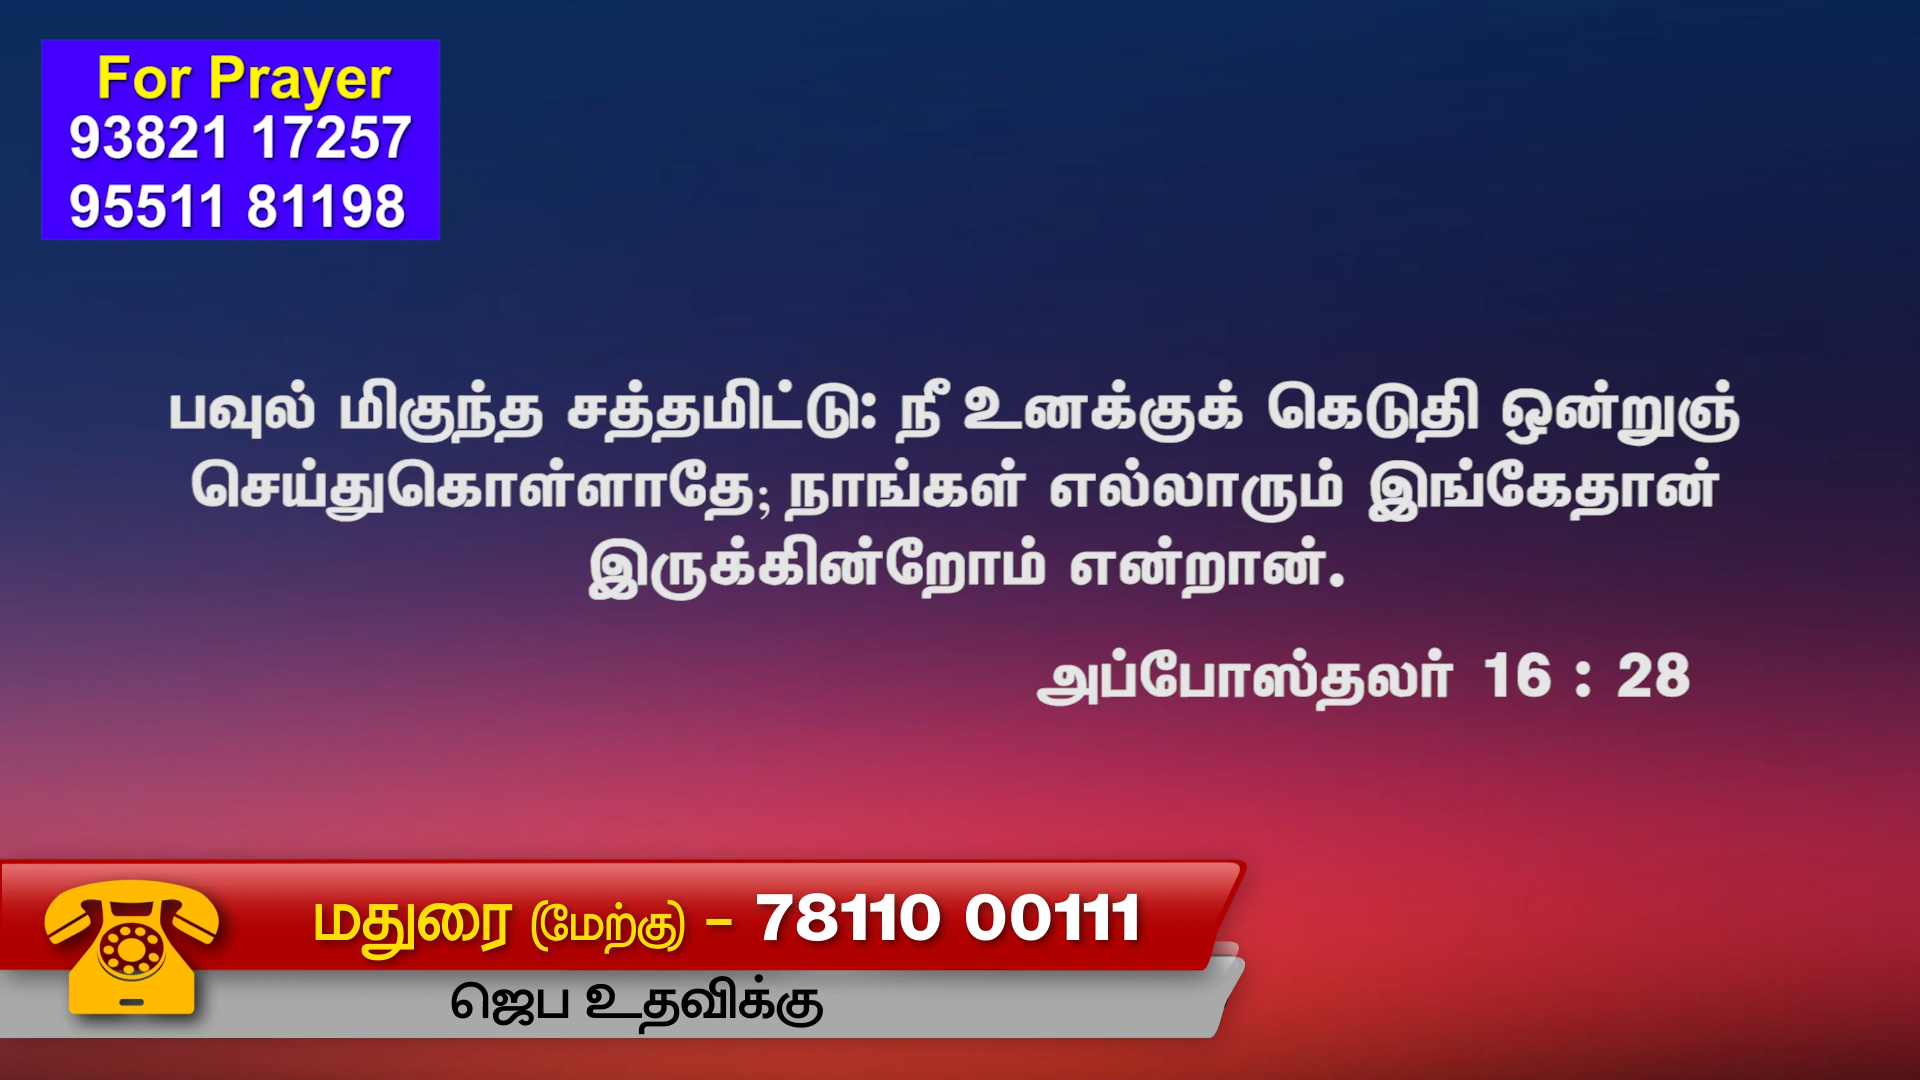 For Prayer
93821 17257
95511 81198
பவுல் மிகுந்த சத்தமிட்டு: நீ உனக்குக் கெடுதி ஒன்றுஞ்
செய்துகொள்ளாதே; நாங்கள் எல்லாரும் இங்கேதான்
இருக்கின்றோம் என்றான்.
அப்போஸ்தலர் 16 : 28
மதுரை (மேற்கு) - 78110 00111
ஜெப உதவிக்கு